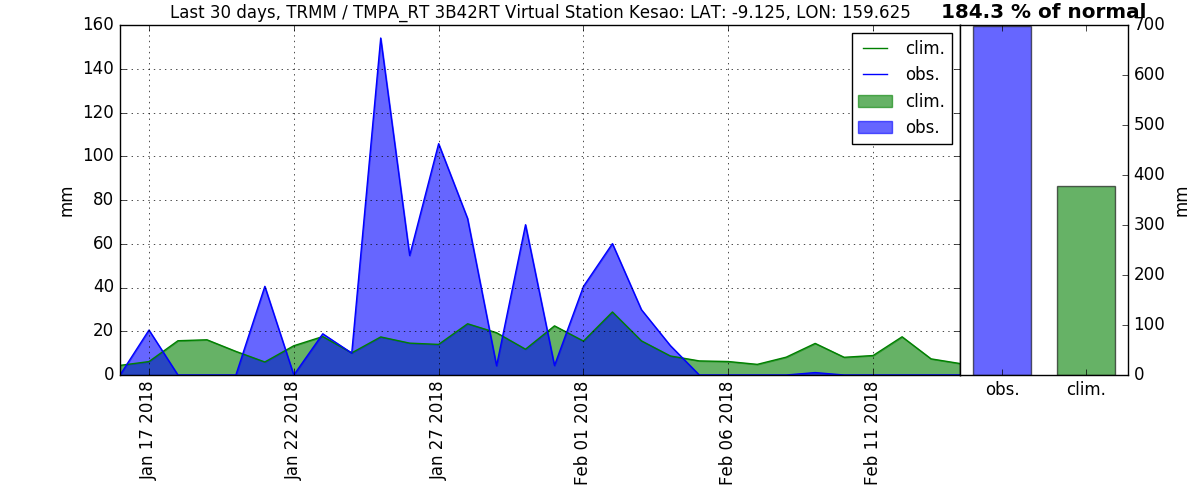 Last 30 days, TRMM / TMPA_RT 3B42RT Virtual Station Kesao: LAT: -9.125, LON: 159.625
184.3 % of normal
160
140
120
100
80
60
40
20
0
mm
clim.
obs.
clim.
obs.
Jan 17 2018
Jan 22 2018
Jan 27 2018
Feb 01 2018
Feb 06 2018
Feb 11 2018
700
600
500
400
300
200
100
0
mm
obs.
clim.